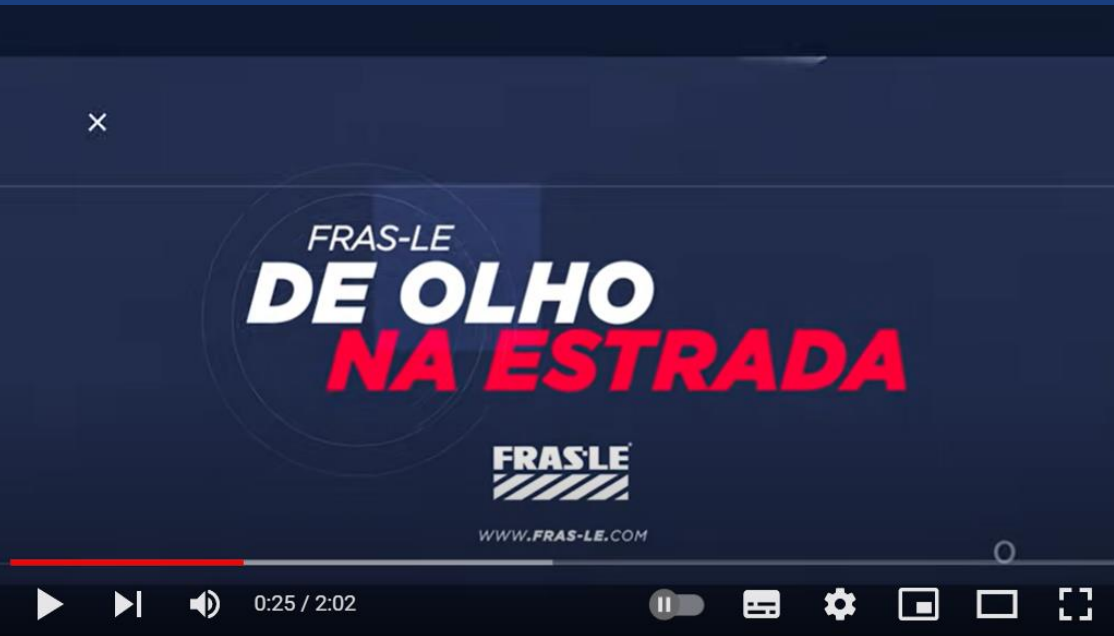 FRAS-LE
DE OLHO
NA ESTRADA
FRAS-LE
WWW.FRAS-LE.COM
0:25 / 2:02